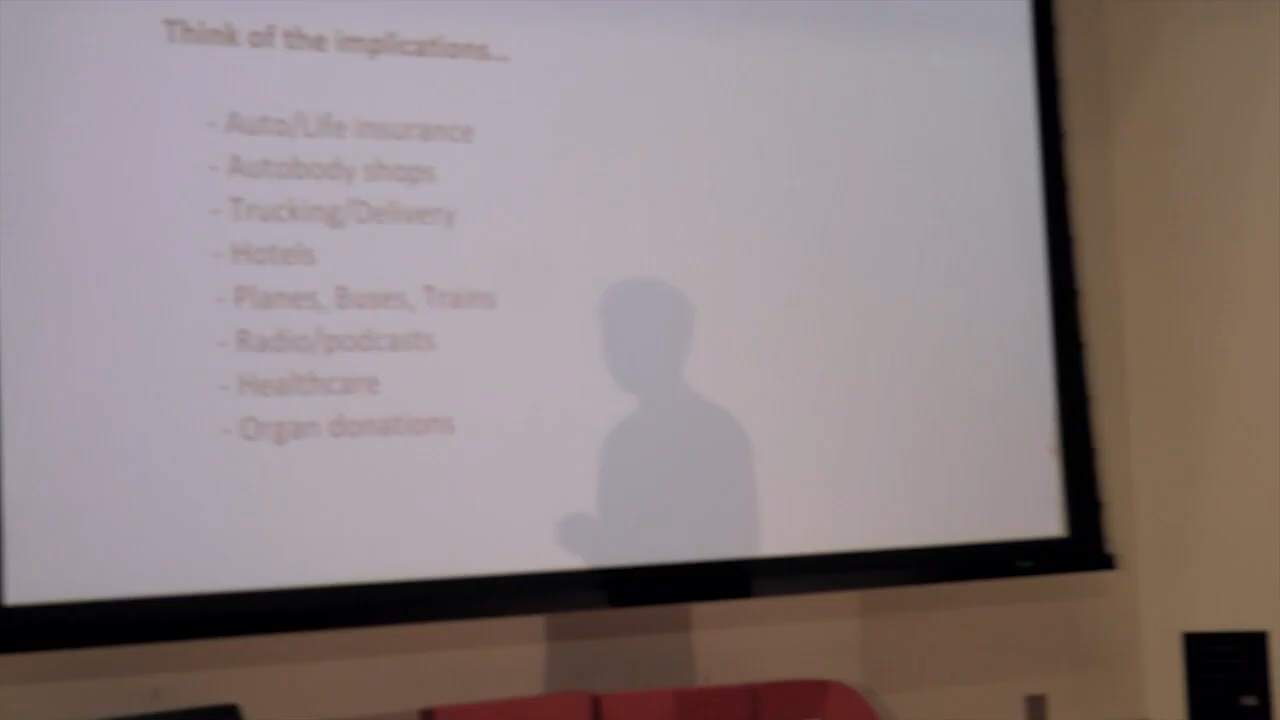 Think of the implications...
- Auto/Life insurance
- Autobody shops
- Trucking/Delivery
- Hotels
- Planes, Buses, Trains
- Radio/podcasts
- Healthcare
- Organ donations